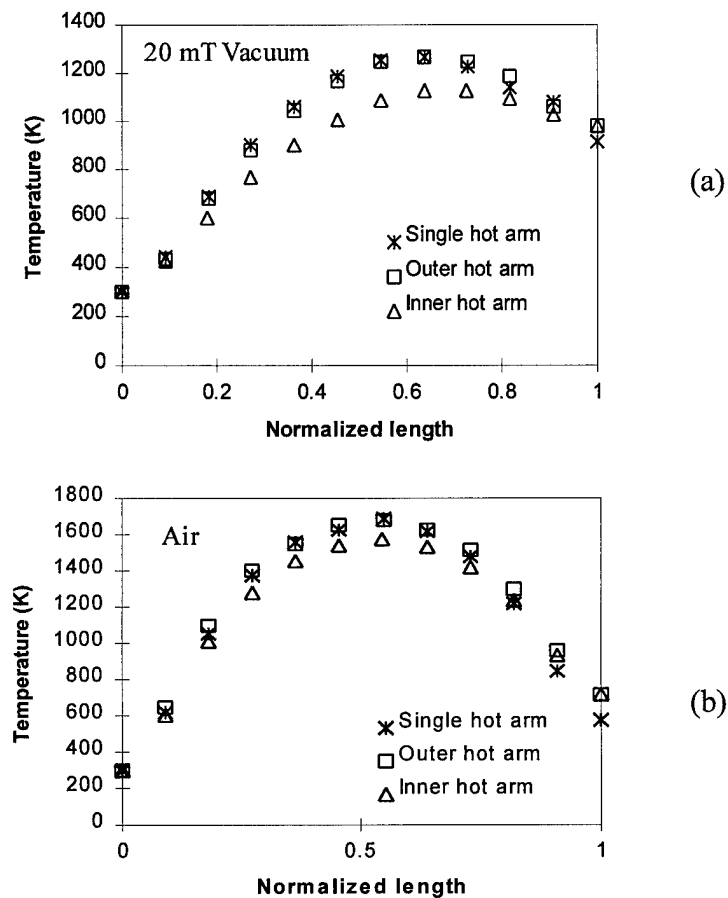 1400
20 mT Vacuum
1200
1000
800
600
400
200
0
Temperature (K)
Single hot arm
Outer hot arm
Inner hot arm
0 0.2 0.4 0.6 0.8 1
Normalized length
(a)
1800
Air
1600
1400
1200
1000
800
600
400
200
0
Temperature (K)
Single hot arm
Outer hot arm
Inner hot arm
0 0.5 1
Normalized length
(b)